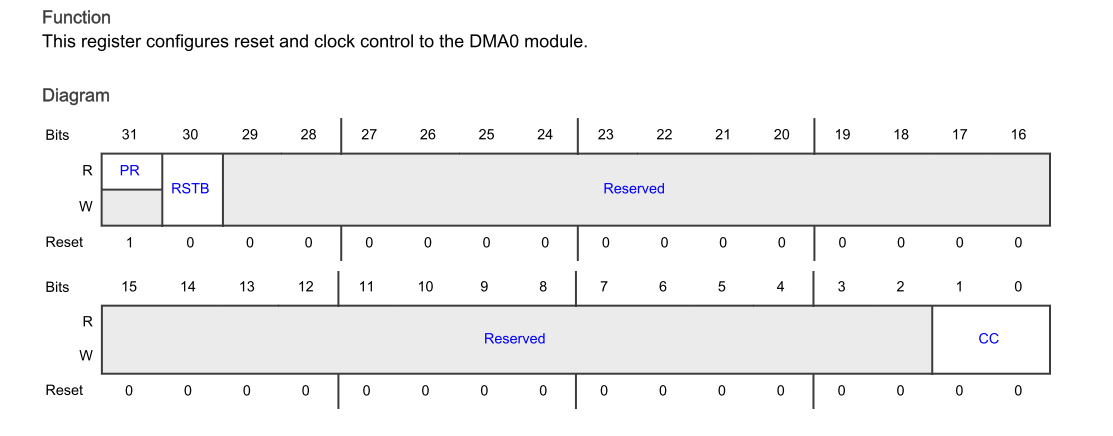 Function
This register configures reset and clock control to the DMA0 module.
Diagram
Bits 31 30 29 28 27 26 25 24 23 22 21 20 19 18 17 16
R PR
RSTB Reserved
W
Reset 1 0 0 0 0 0 0 0 0 0 0 0 0 0 0 0
Bits 15 14 13 12 11 10 9 8 7 6 5 4 3 2 1 0
R
Reserved CC
W
Reset 0 0 0 0 0 0 0 0 0 0 0 0 0 0 0 0